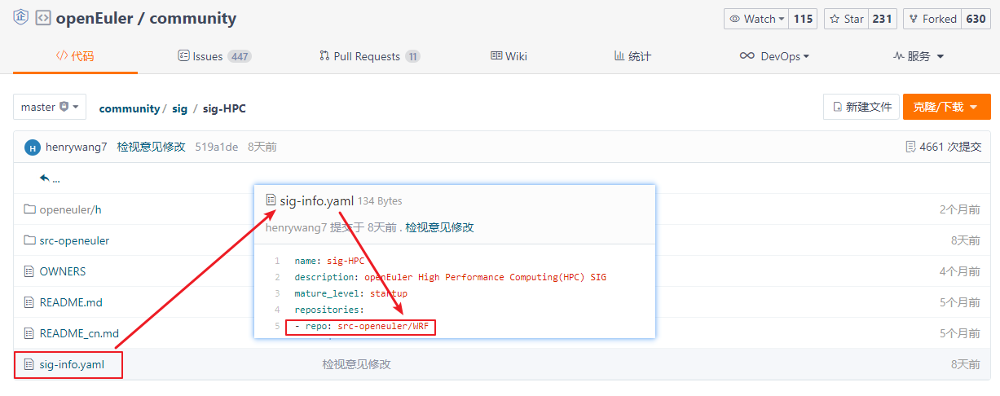 企 openEuler / community
Watch 115 Star 231 Forked 630
代码 Issues 447 Pull Requests 11 Wiki 统计 DevOps 服务
master community / sig / sig-HPC 新建文件 克隆/下载
H henrywang7 检视意见修改 519a1de 8天前 4661 次提交
...
openeuler/h 2个月前
src-openeuler 8天前
OWNERS 4个月前
README.md 5个月前
README_cn.md 5个月前
sig-info.yaml 检视意见修改 8天前
sig-info.yaml 134 Bytes
henrywang7 提交于 8天前 . 检视意见修改
1 name: sig-HPC
2 description: openEuler High Performance Computing(HPC) SIG
3 mature_level: startup
4 repositories:
5 - repo: src-openeuler/WRF